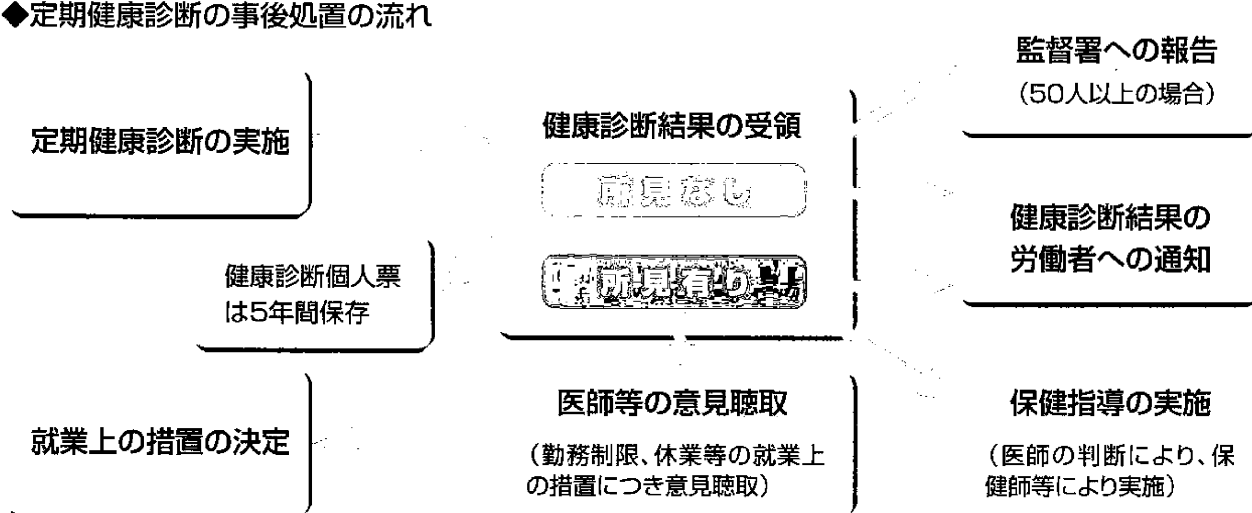 ◆定期健康診断の事後処置の流れ
定期健康診断の実施
健康診断個人票
は5年間保存
就業上の措置の決定
健康診断結果の受領
所見なし
所見有り
医師等の意見聴取
（勤務制限、休業等の就業上
の措置につき意見聴取）
監督署への報告
（50人以上の場合）
健康診断結果の
労働者への通知
保健指導の実施
（医師の判断により、保
健師等により実施）